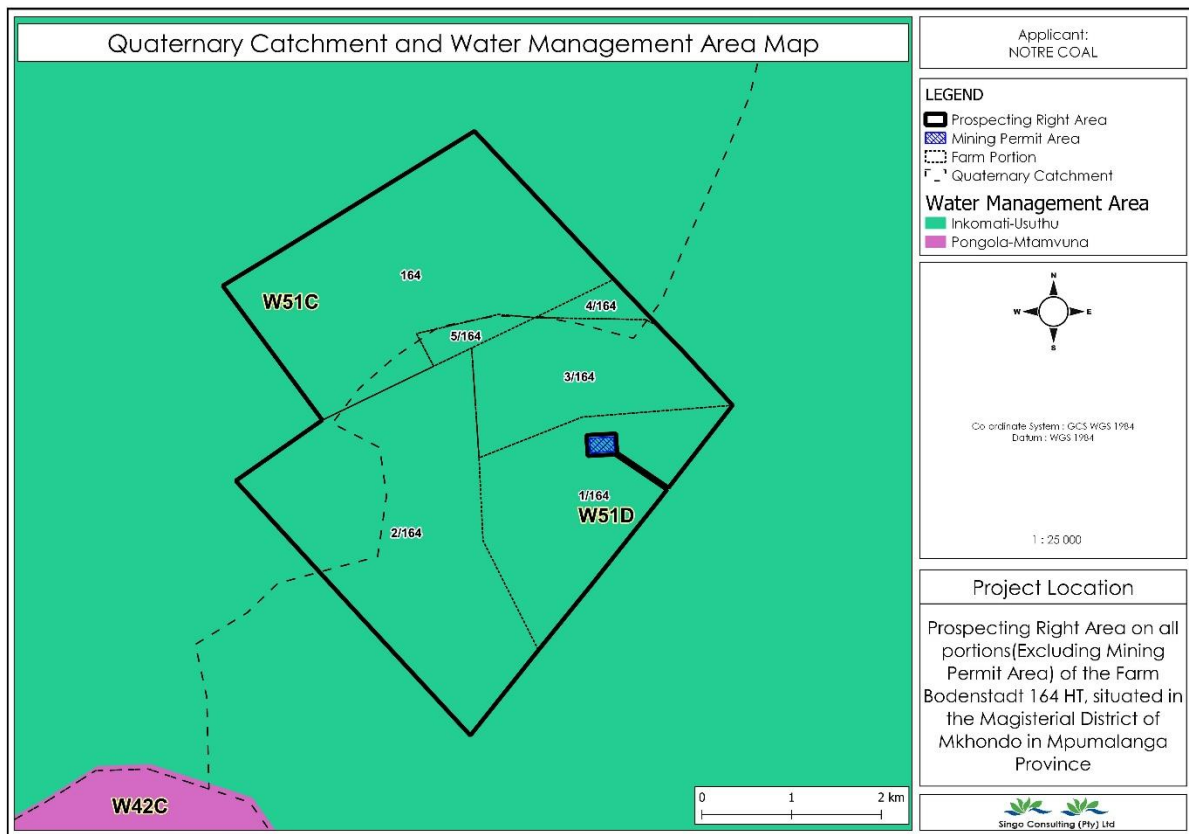 Quaternary Catchment and Water Management Area Map
164
W51C
4/164
5/164
3/164
1/164
W51D
2/164
W42C
0 1 2 km
Applicant:
NOTRE COAL
LEGEND
Prospecting Right Area
Mining Permit Area
Farm Portion
Quaternary Catchment
Water Management Area
Inkomati-Usuthu
Pongola-Mtamvuna
N
W E
S
Co ordinate System : GCS WGS 1984
Datum : WGS 1984
1 : 25 000
Project Location
Prospecting Right Area on all
portions(Excluding Mining
Permit Area) of the Farm
Bodenstadt 164 HT, situated in
the Magisterial District of
Mkhondo in Mpumalanga
Province
Singo Consulting (Pty) Ltd